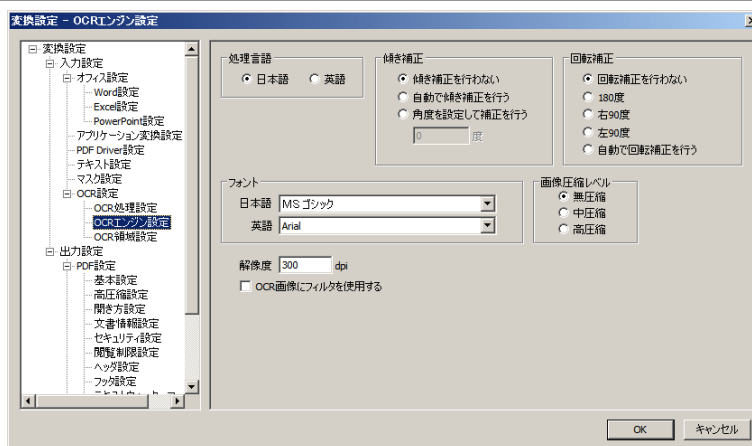 変換設定 - OCRエンジン設定
変換設定
入力設定
オフィス設定
Word設定
Excel設定
PowerPoint設定
アプリケーション変換設定
PDF Driver設定
テキスト設定
マスク設定
OCR設定
OCR処理設定
OCRエンジン設定
OCR領域設定
出力設定
PDF設定
基本設定
高圧縮設定
開き方設定
文書情報設定
セキュリティ設定
閲覧制限設定
ヘッダ設定
フッタ設定
処理言語
日本語 英語
傾き補正
傾き補正を行わない
自動で傾き補正を行う
角度を設定して補正を行う
0 度
回転補正
回転補正を行わない
180度
右90度
左90度
自動で回転補正を行う
フォント
日本語 MS ゴシック
英語 Arial
画像圧縮レベル
無圧縮
中圧縮
高圧縮
解像度 300 dpi
OCR画像にフィルタを使用する
OK キャンセル